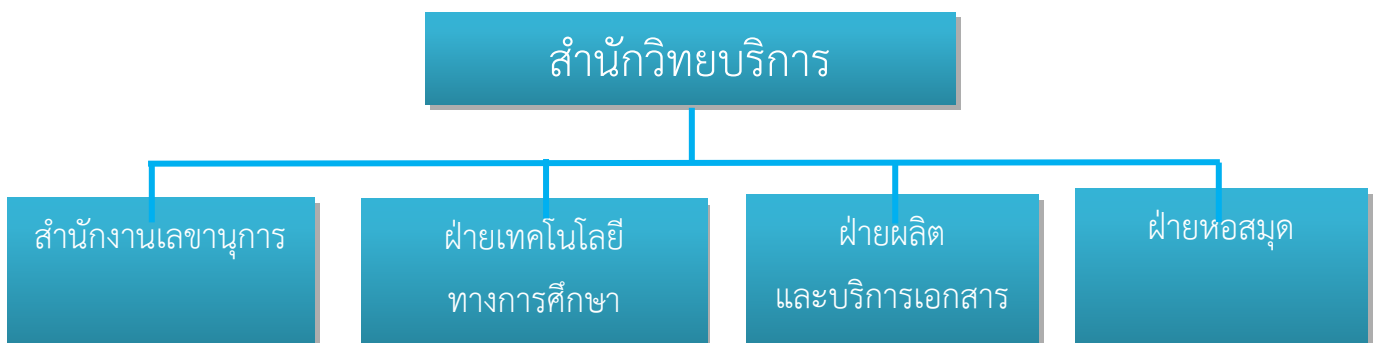 สำนักวิทยบริการ
สำนักงานเลขานุการ
ฝ่ายเทคโนโลยี
ทางการศึกษา
ฝ่ายผลิต
และบริการเอกสาร
ฝ่ายหอสมุด